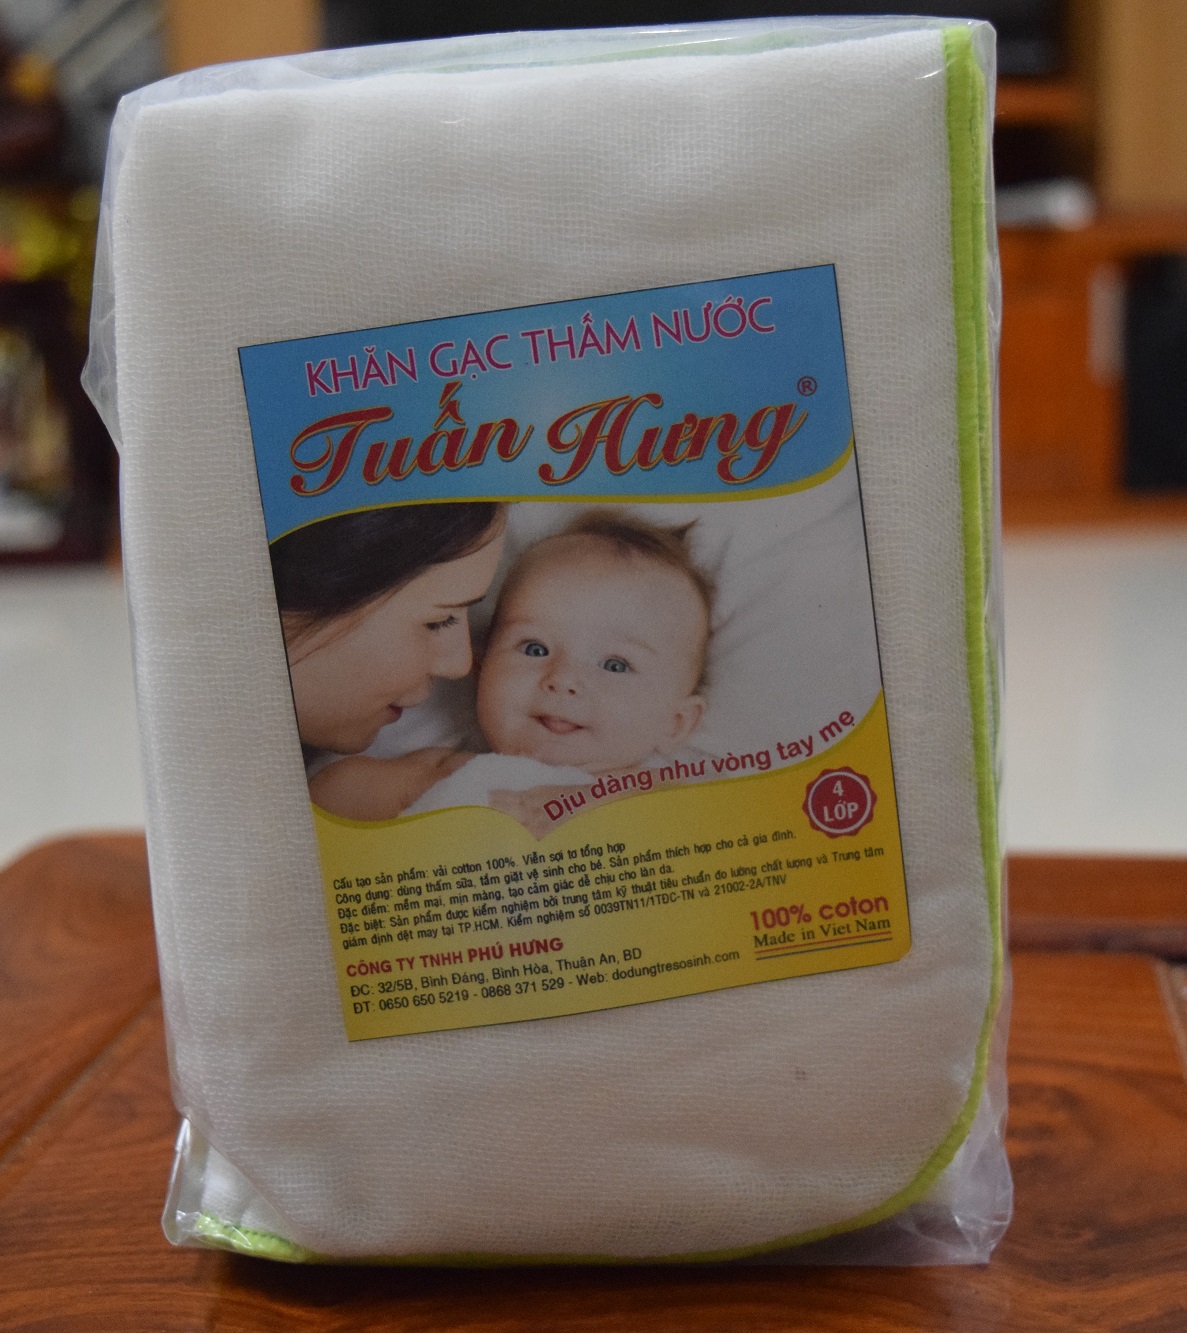 KHĂN GẠC THẤM NƯỚC
Tuấn Hưng®
Dịu dàng như vòng tay mẹ
4
LỚP
Cấu tạo sản phẩm: vải cotton 100%. Viền sợi tơ tổng hợp
Công dụng: dùng thấm sữa, tắm giặt vệ sinh cho bé. Sản phẩm thích hợp cho cả gia đình.
Đặc điểm: mềm mại, mịn màng, tạo cảm giác dễ chịu cho làn da.
Đặc biệt: Sản phẩm được kiểm nghiệm bởi trung tâm kỹ thuật tiêu chuẩn đo lường chất lượng và Trung tâm
giám định dệt may tại TP.HCM. Kiểm nghiệm số 0039TN11/1TĐC-TN và 21002-2A/TNV
100% coton
Made in Viet Nam
CÔNG TY TNHH PHÚ HƯNG
ĐC: 32/5B, Bình Đáng, Bình Hòa, Thuận An, BD
ĐT: 0650 650 5219 - 0868 371 529 - Web: dodungtresosinh.com